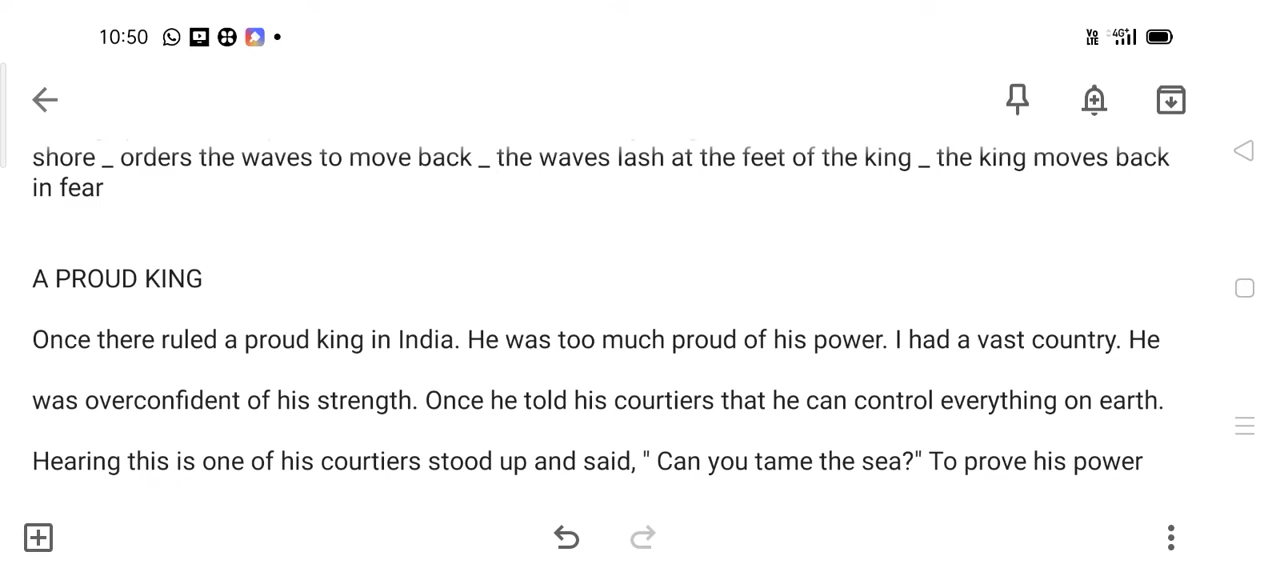 10:50 Vo LTE 4G+
shore _ orders the waves to move back _ the waves lash at the feet of the king _ the king moves back
in fear
A PROUD KING
Once there ruled a proud king in India. He was too much proud of his power. I had a vast country. He
was overconfident of his strength. Once he told his courtiers that he can control everything on earth.
Hearing this is one of his courtiers stood up and said, " Can you tame the sea?" To prove his power